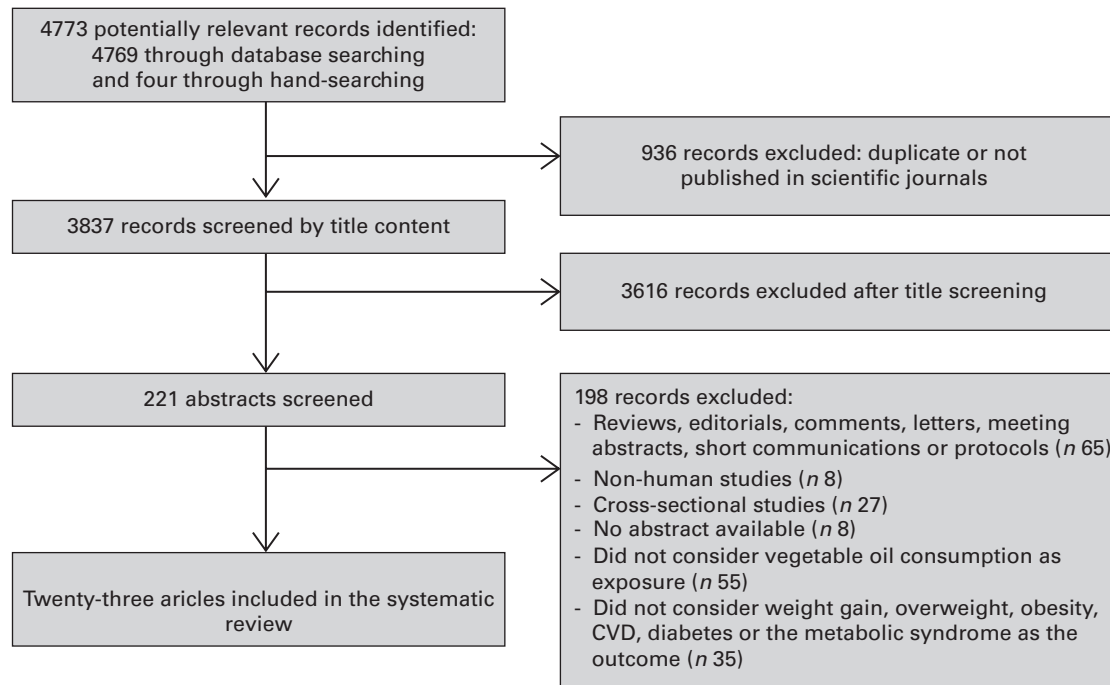 4773 potentially relevant records identified:
4769 through database searching
and four through hand-searching
936 records excluded: duplicate or not
published in scientific journals
3837 records screened by title content
3616 records excluded after title screening
221 abstracts screened
198 records excluded:
- Reviews, editorials, comments, letters, meeting
abstracts, short communications or protocols (n 65)
- Non-human studies (n 8)
- Cross-sectional studies (n 27)
- No abstract available (n 8)
- Did not consider vegetable oil consumption as
exposure (n 55)
- Did not consider weight gain, overweight, obesity,
CVD, diabetes or the metabolic syndrome as the
outcome (n 35)
Twenty-three aricles included in the systematic
review